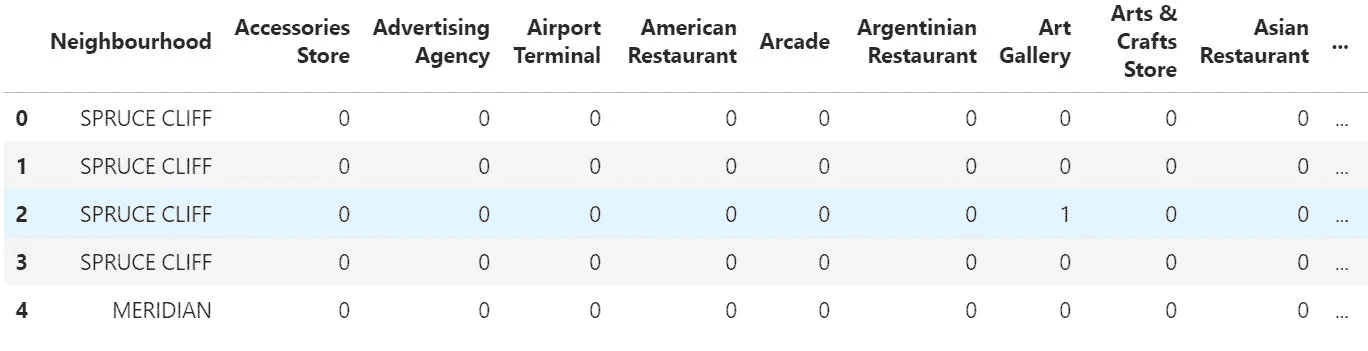 Neighbourhood Accessories Store Advertising Agency Airport Terminal American Restaurant Arcade Argentinian Restaurant Art Gallery Arts & Crafts Store Asian Restaurant ...
0 SPRUCE CLIFF 0 0 0 0 0 0 0 0 0 ...
1 SPRUCE CLIFF 0 0 0 0 0 0 0 0 0 ...
2 SPRUCE CLIFF 0 0 0 0 0 0 1 0 0 ...
3 SPRUCE CLIFF 0 0 0 0 0 0 0 0 0 ...
4 MERIDIAN 0 0 0 0 0 0 0 0 0 ...